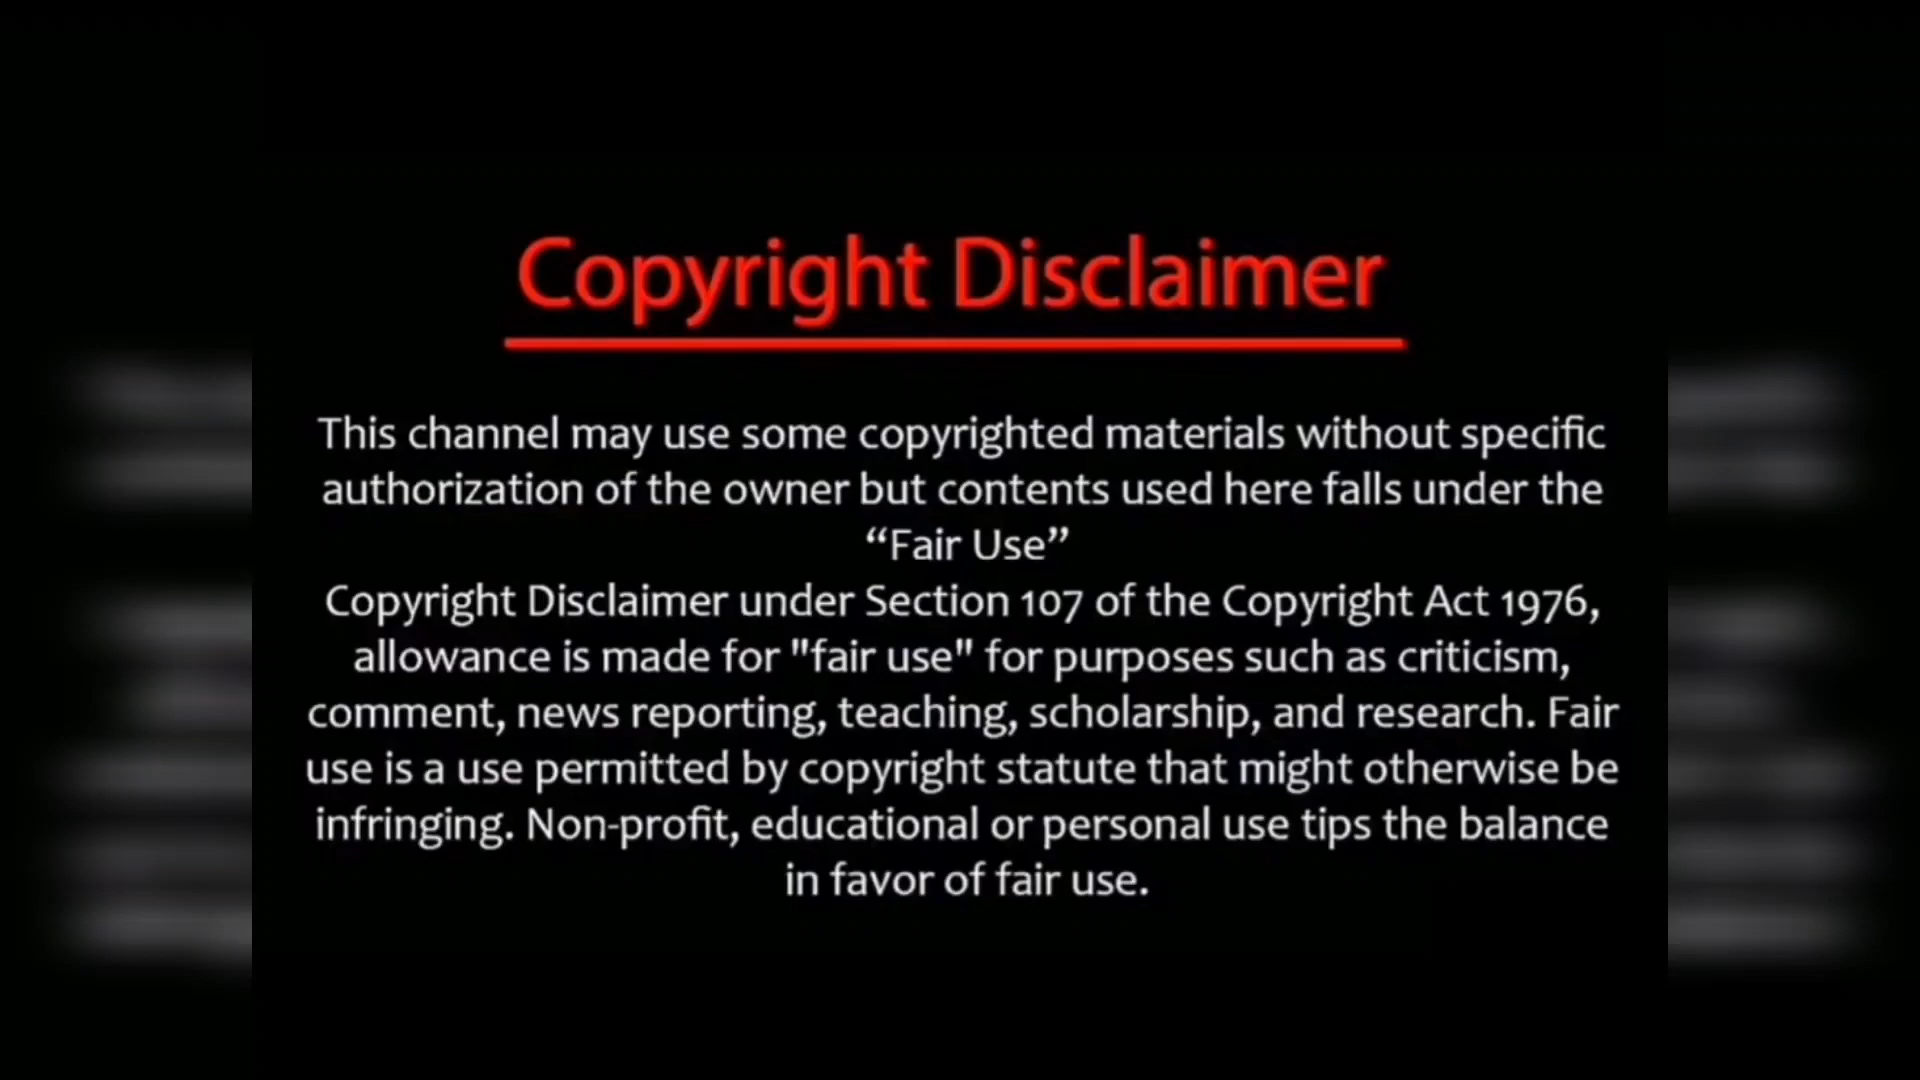 Copyright Disclaimer
This channel may use some copyrighted materials without specific
authorization of the owner but contents used here falls under the
“Fair Use”
Copyright Disclaimer under Section 107 of the Copyright Act 1976,
allowance is made for "fair use" for purposes such as criticism,
comment, news reporting, teaching, scholarship, and research. Fair
use is a use permitted by copyright statute that might otherwise be
infringing. Non-profit, educational or personal use tips the balance
in favor of fair use.